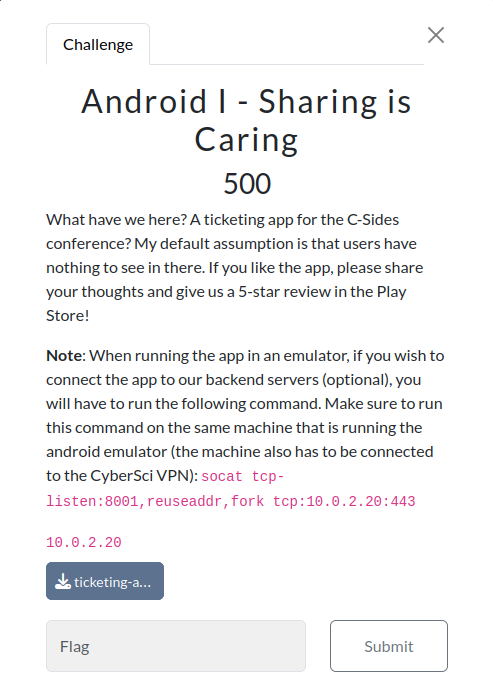 Challenge
Android I - Sharing is
Caring
500
What have we here? A ticketing app for the C-Sides
conference? My default assumption is that users have
nothing to see in there. If you like the app, please share
your thoughts and give us a 5-star review in the Play
Store!
Note: When running the app in an emulator, if you wish to
connect the app to our backend servers (optional), you
will have to run the following command. Make sure to run
this command on the same machine that is running the
android emulator (the machine also has to be connected
to the CyberSci VPN): socat tcp-
listen:8001,reuseaddr,fork tcp:10.0.2.20:443
10.0.2.20
ticketing-a...
Flag
Submit